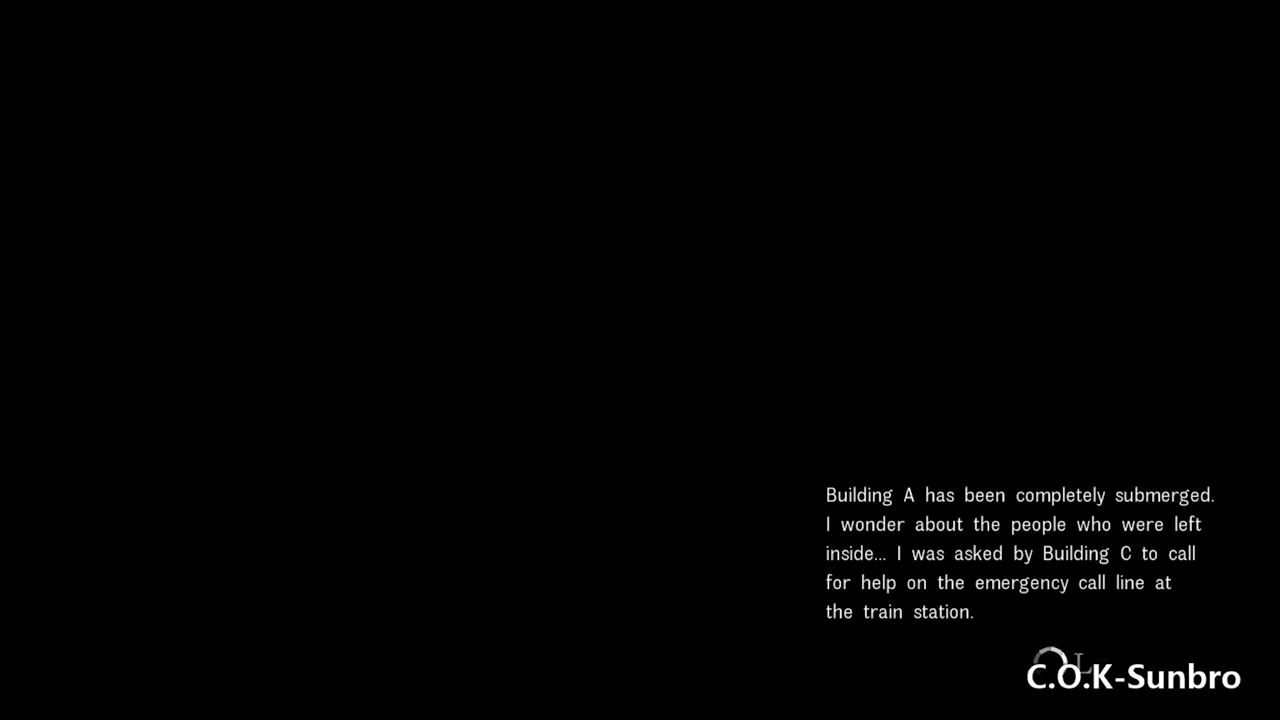 Building A has been completely submerged.
I wonder about the people who were left
inside... I was asked by Building C to call
for help on the emergency call line at
the train station.
C.O.K-Sunbro